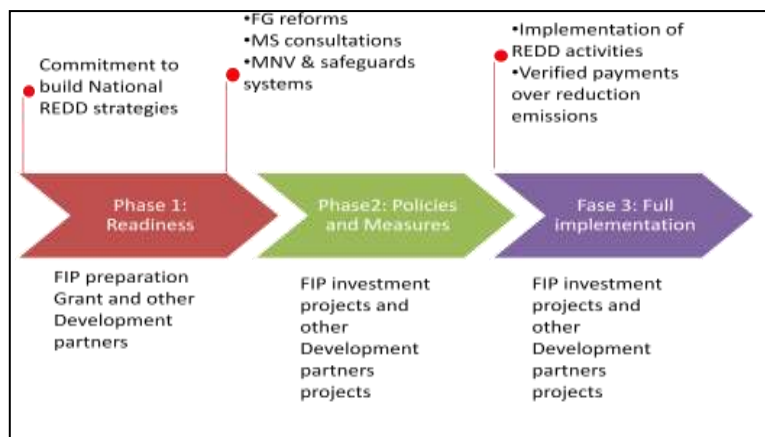 Commitment to
build National
REDD strategies
•FG reforms
•MS consultations
•MNV & safeguards
systems
•Implementation of
REDD activities
•Verified payments
over reduction
emissions
Phase 1:
Readiness
Phase2: Policies
and Measures
Fase 3: Full
implementation
FIP preparation
Grant and other
Development
partners
FIP investment
projects and
other
Development
partners
projects
FIP investment
projects and
other
Development
partners
projects